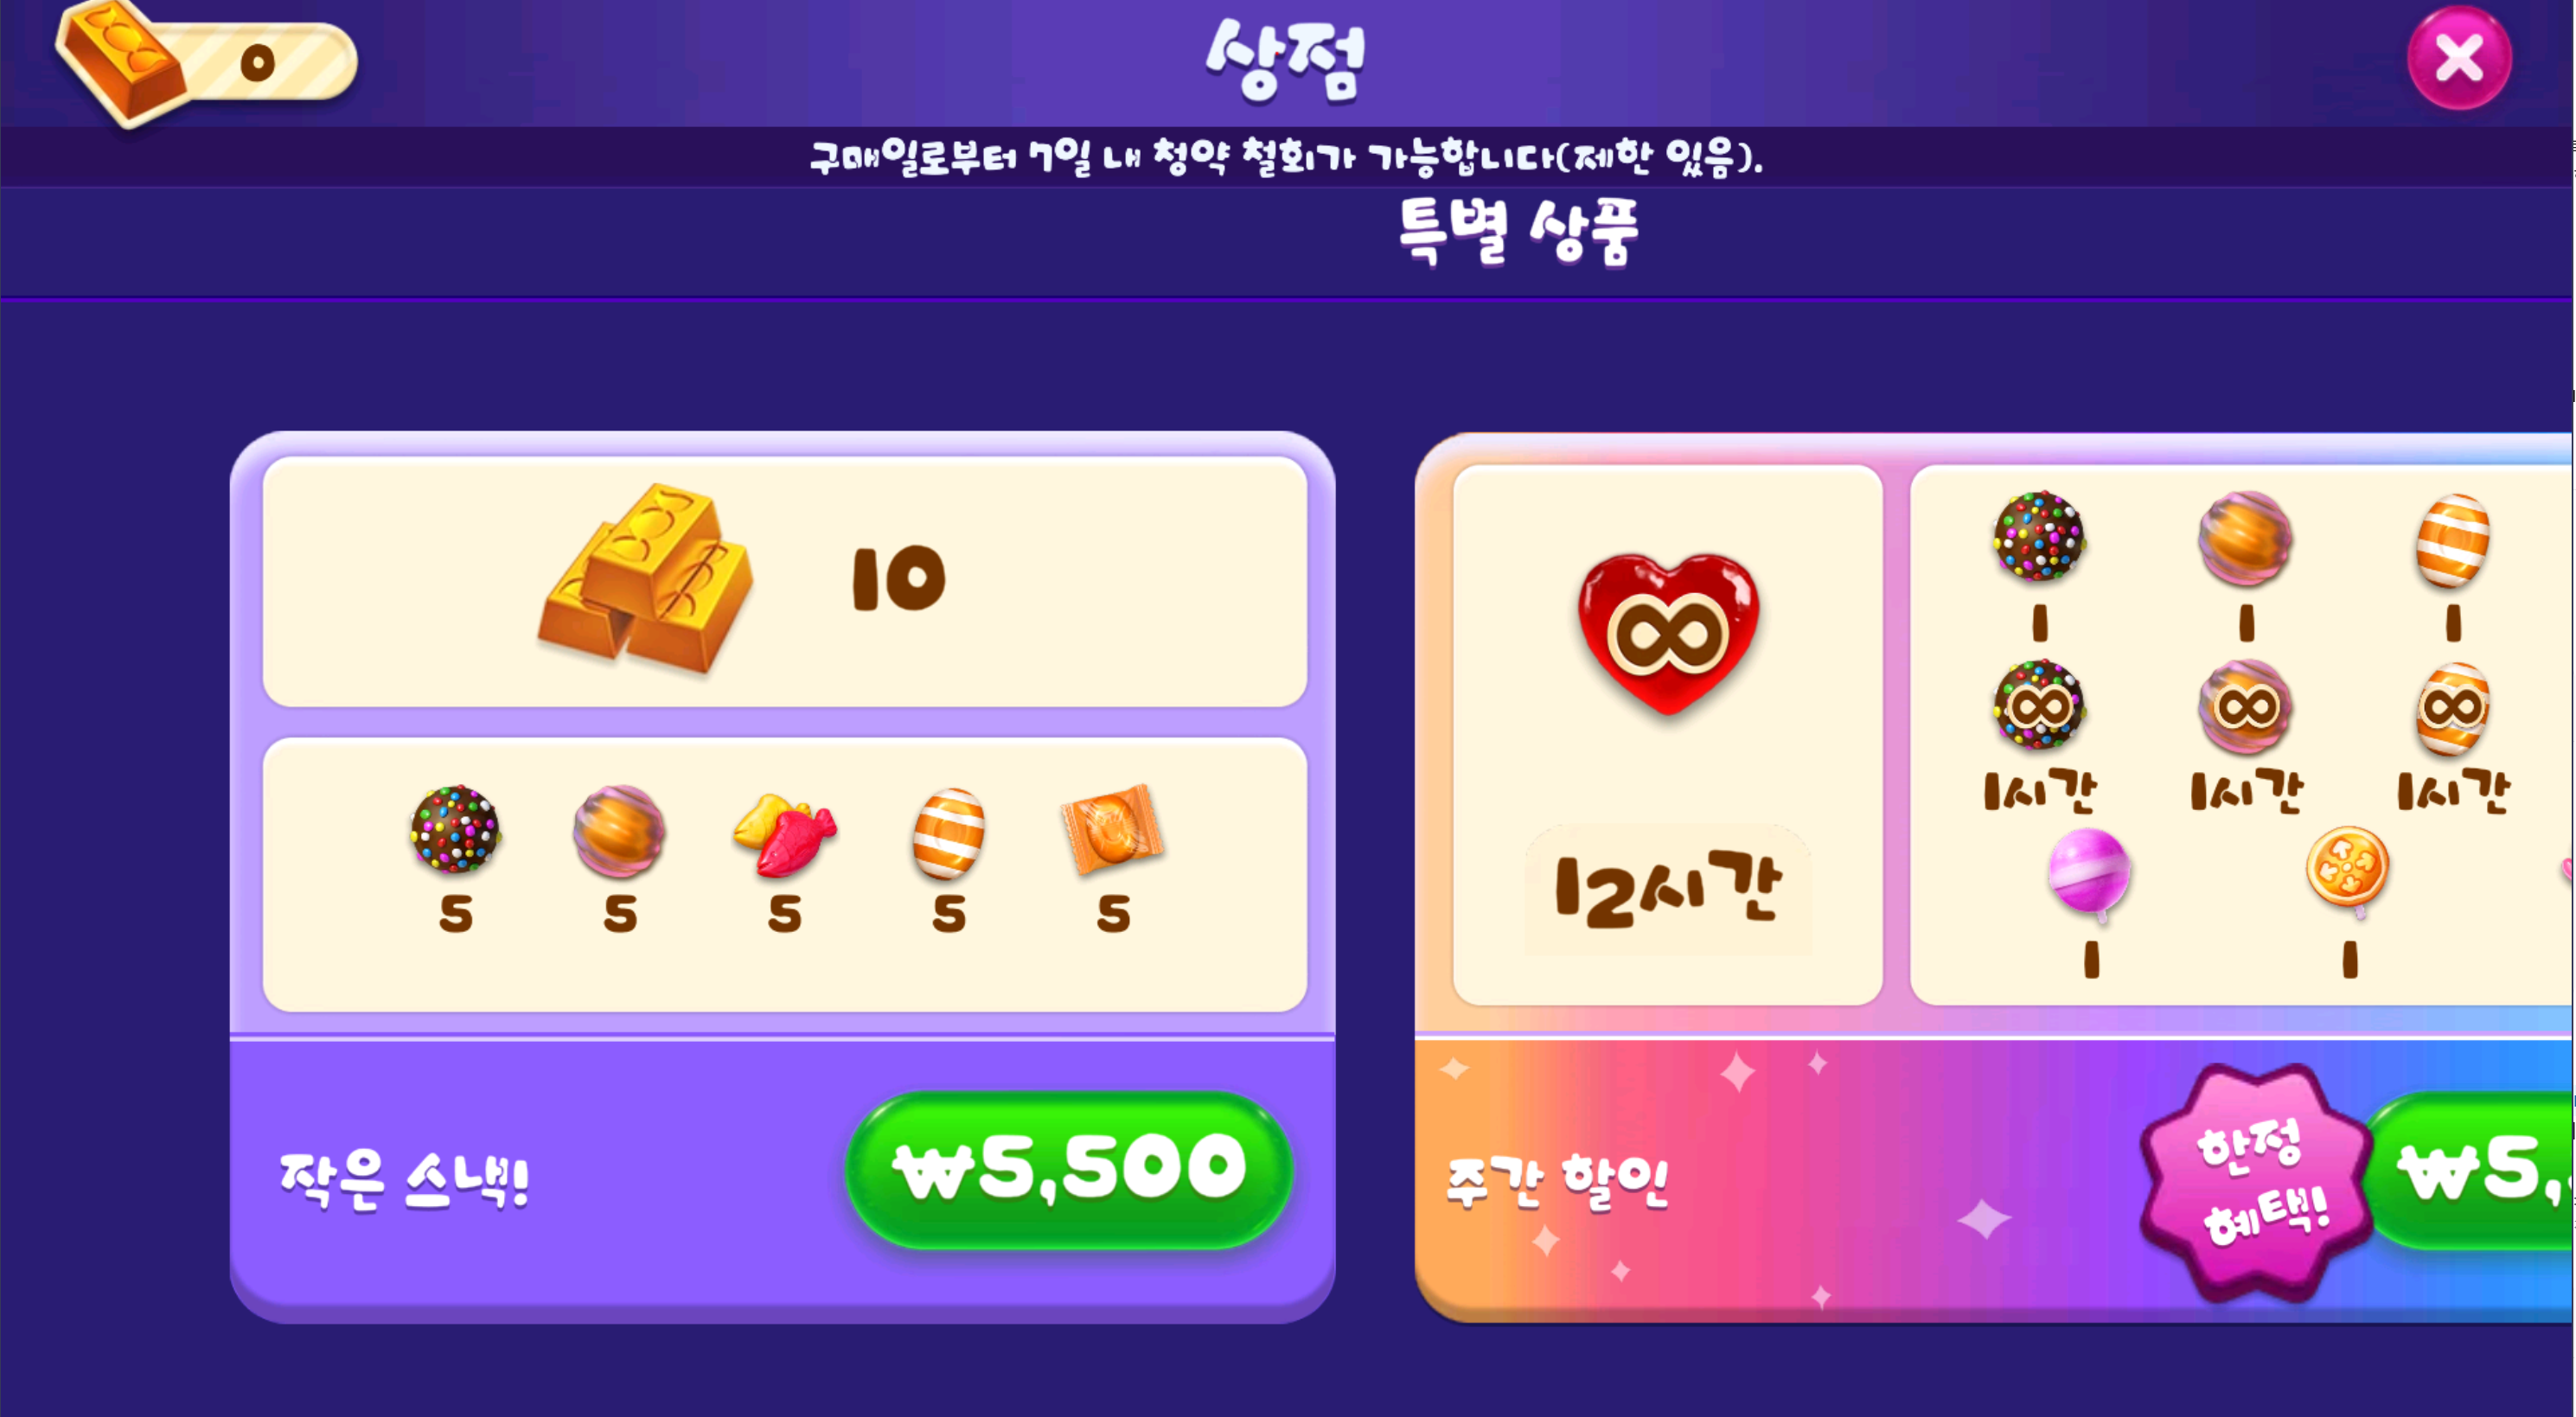 0
상점
구매일로부터 7일 내 청약 철회가 가능합니다(제한 있음).
특별 상품
10
5 5 5 5 5
작은 스낵!
₩5,500
∞
12시간
1 1 1
∞ ∞ ∞
1시간 1시간 1시간
1 1
주간 할인
한정
혜택!
₩5,